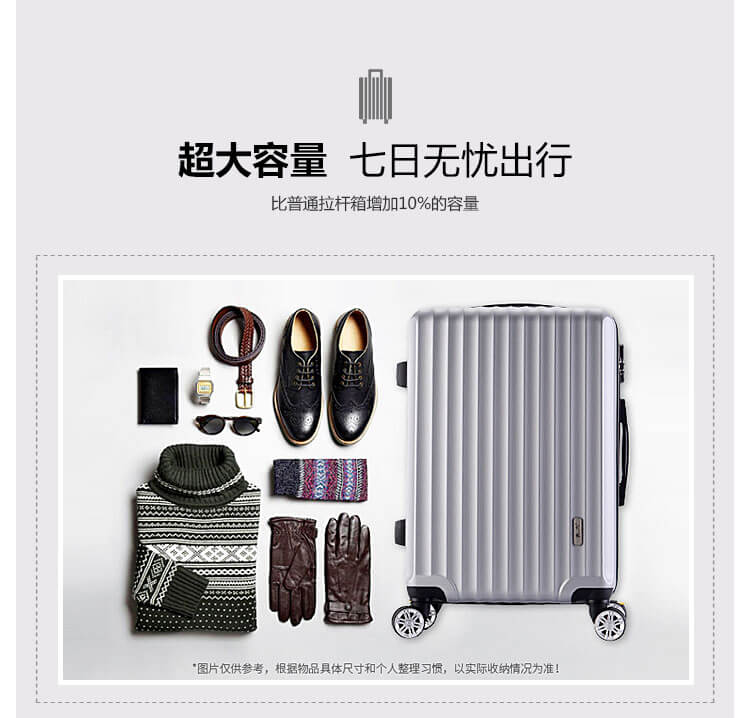 超大容量 七日无忧出行
比普通拉杆箱增加10%的容量
*图片仅供参考，根据物品具体尺寸和个人整理习惯，以实际收纳情况为准！